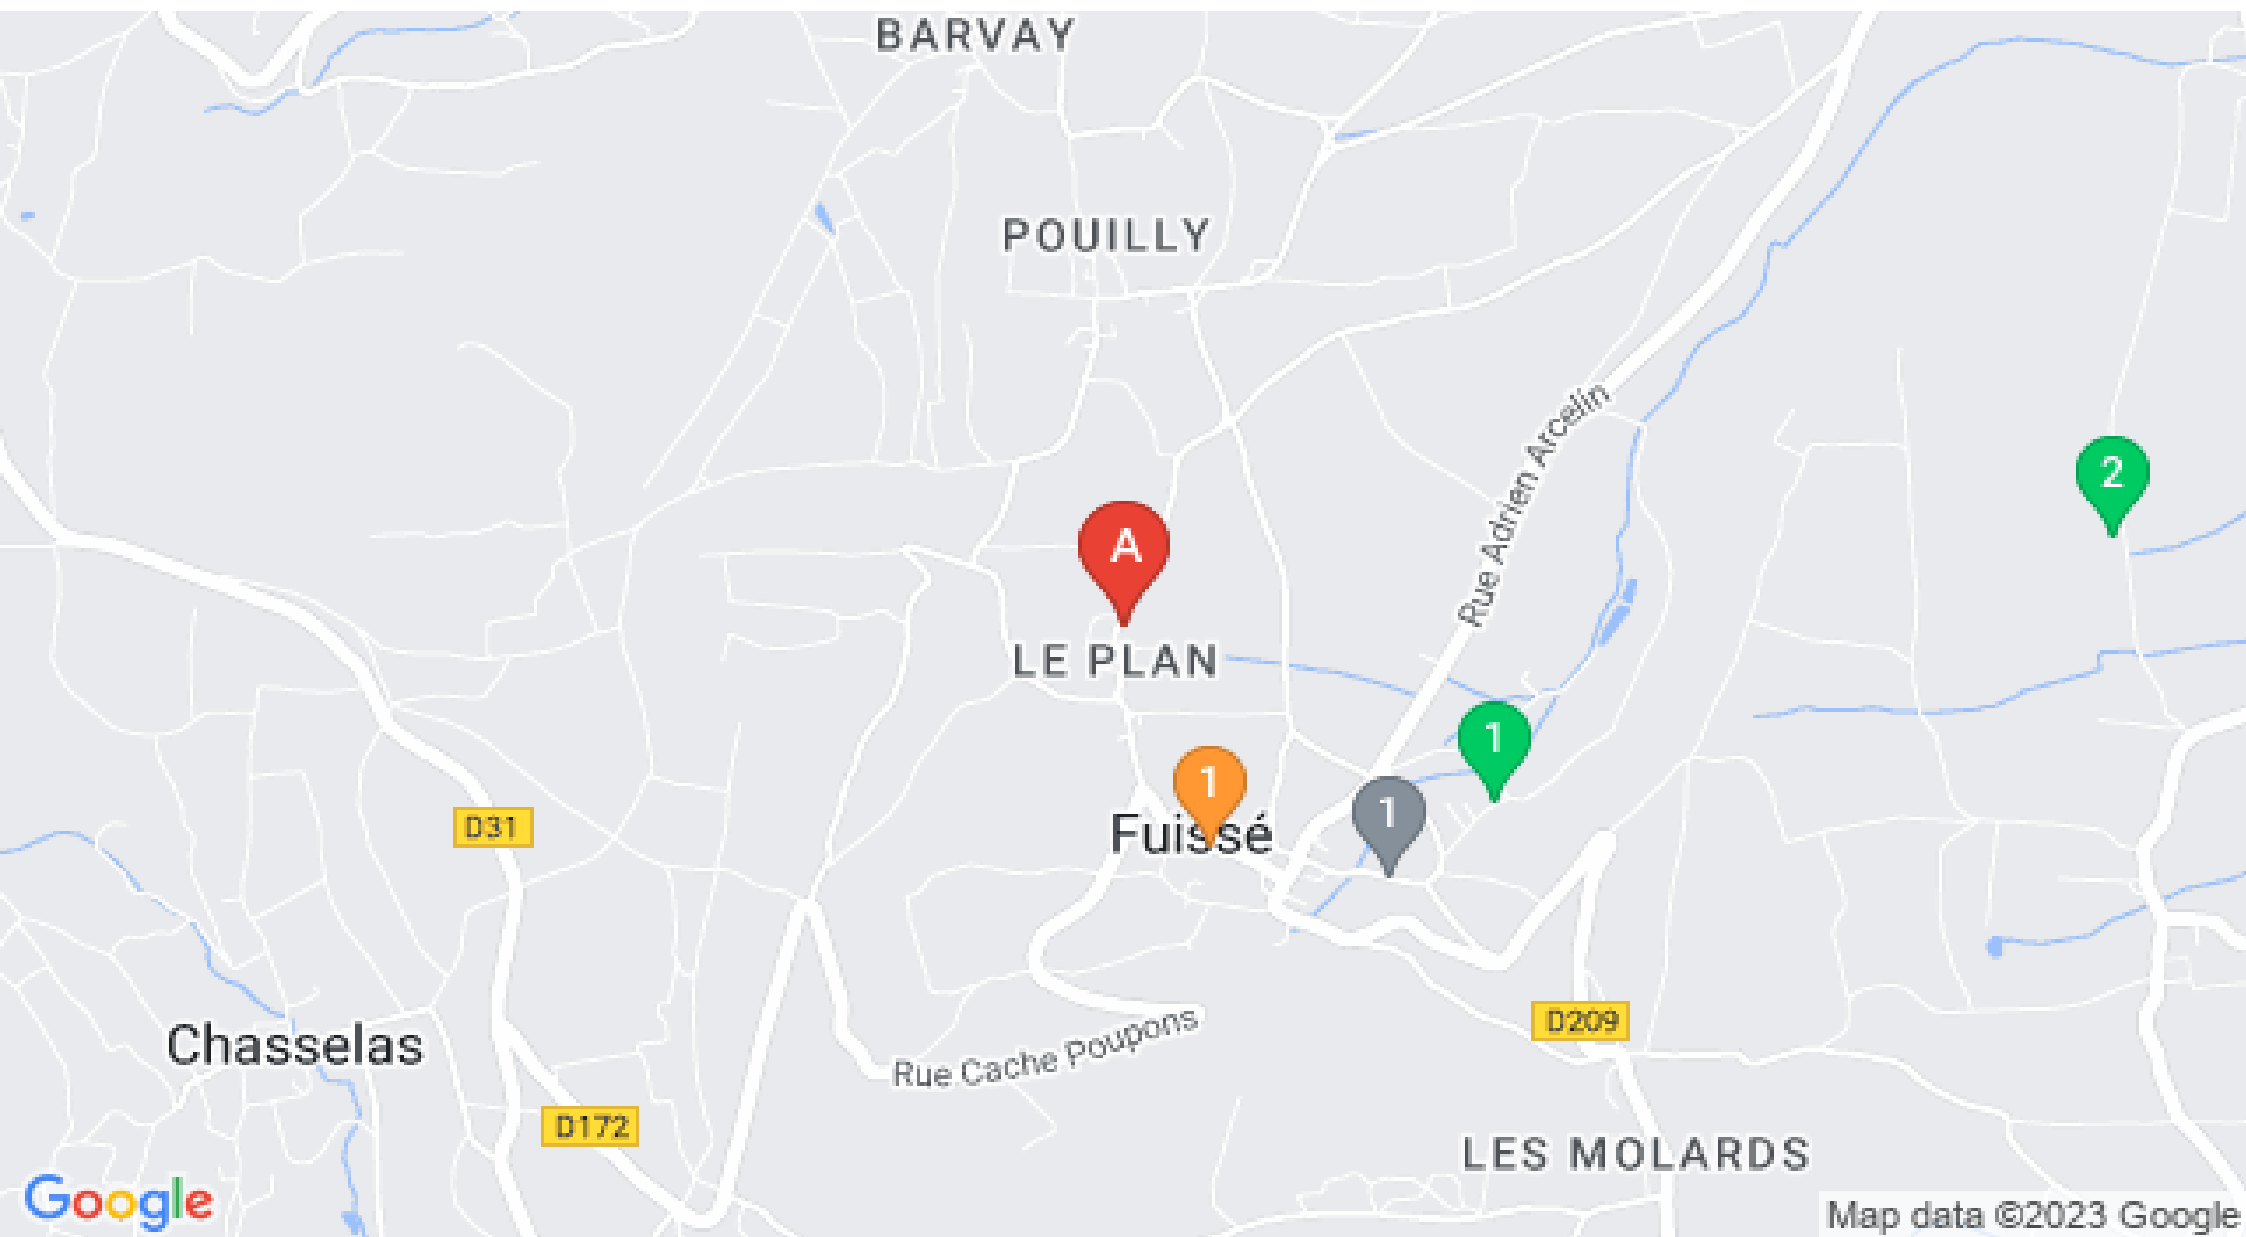 BARVAY
POUILLY
Rue Adrien Arcelin
2
A
LE PLAN
1
1
1
Fuissé
D31
D209
Chasselas
Rue Cache Poupons
D172
LES MOLARDS
Google
Map data ©2023 Google